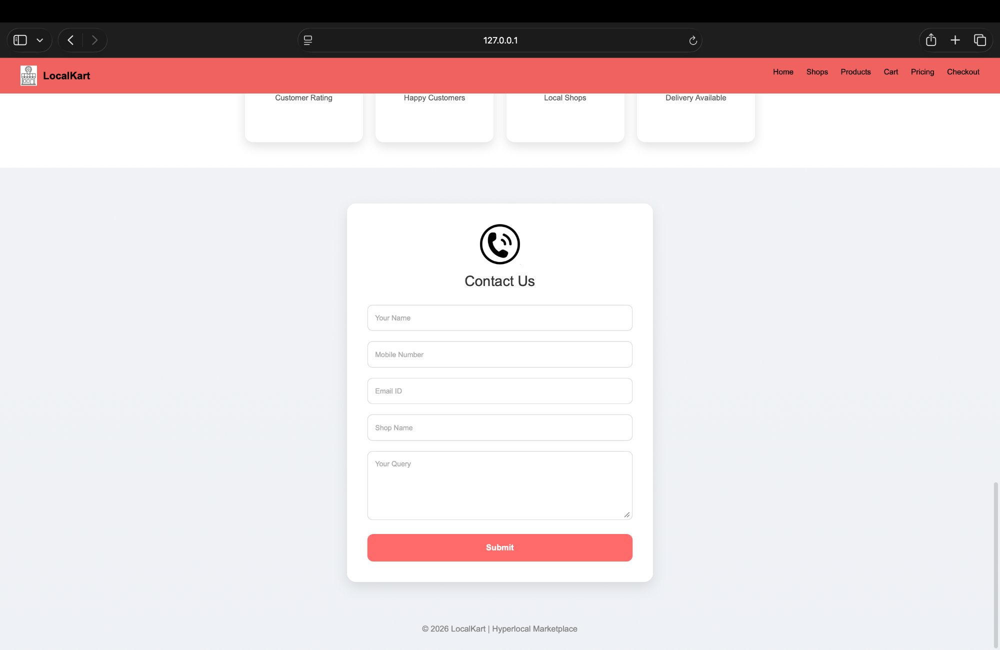 127.0.0.1
LocalKart
Home Shops Products Cart Pricing Checkout
Customer Rating Happy Customers Local Shops Delivery Available
Contact Us
Your Name
Mobile Number
Email ID
Shop Name
Your Query
Submit
© 2026 LocalKart | Hyperlocal Marketplace